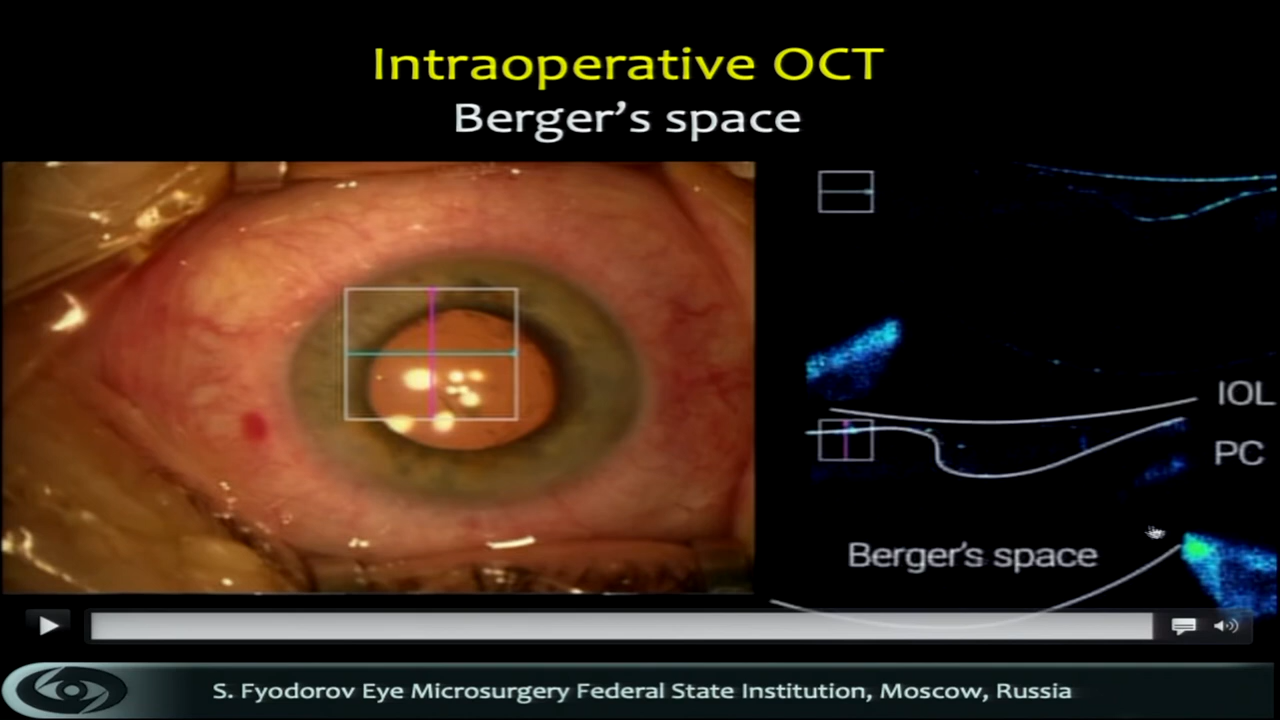 Intraoperative OCT
Berger's space
IOL
PC
Berger's space
S. Fyodorov Eye Microsurgery Federal State Institution, Moscow, Russia